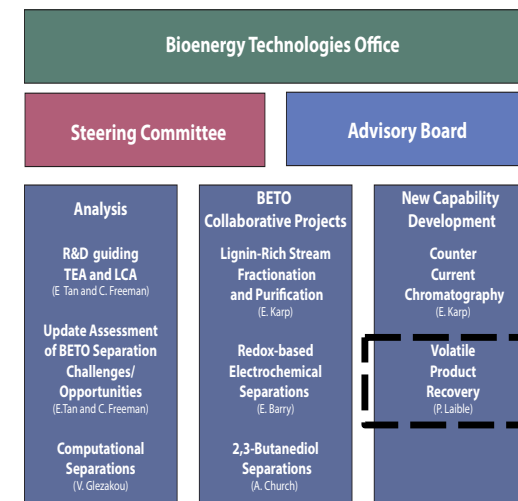 Bioenergy Technologies Office
Steering Committee
Advisory Board
Analysis
R&D guiding
TEA and LCA
(E Tan and C. Freeman)
Update Assessment
of BETO Separation
Challenges/
Opportunities
(E.Tan and C. Freeman)
Computational
Separations
(V. Glezakou)
BETO
Collaborative Projects
Lignin-Rich Stream
Fractionation
and Purification
(E. Karp)
Redox-based
Electrochemical
Separations
(E. Barry)
2,3-Butanediol
Separations
(A. Church)
New Capability
Development
Counter
Current
Chromatography
(E. Karp)
Volatile
Product
Recovery
(P. Laible)